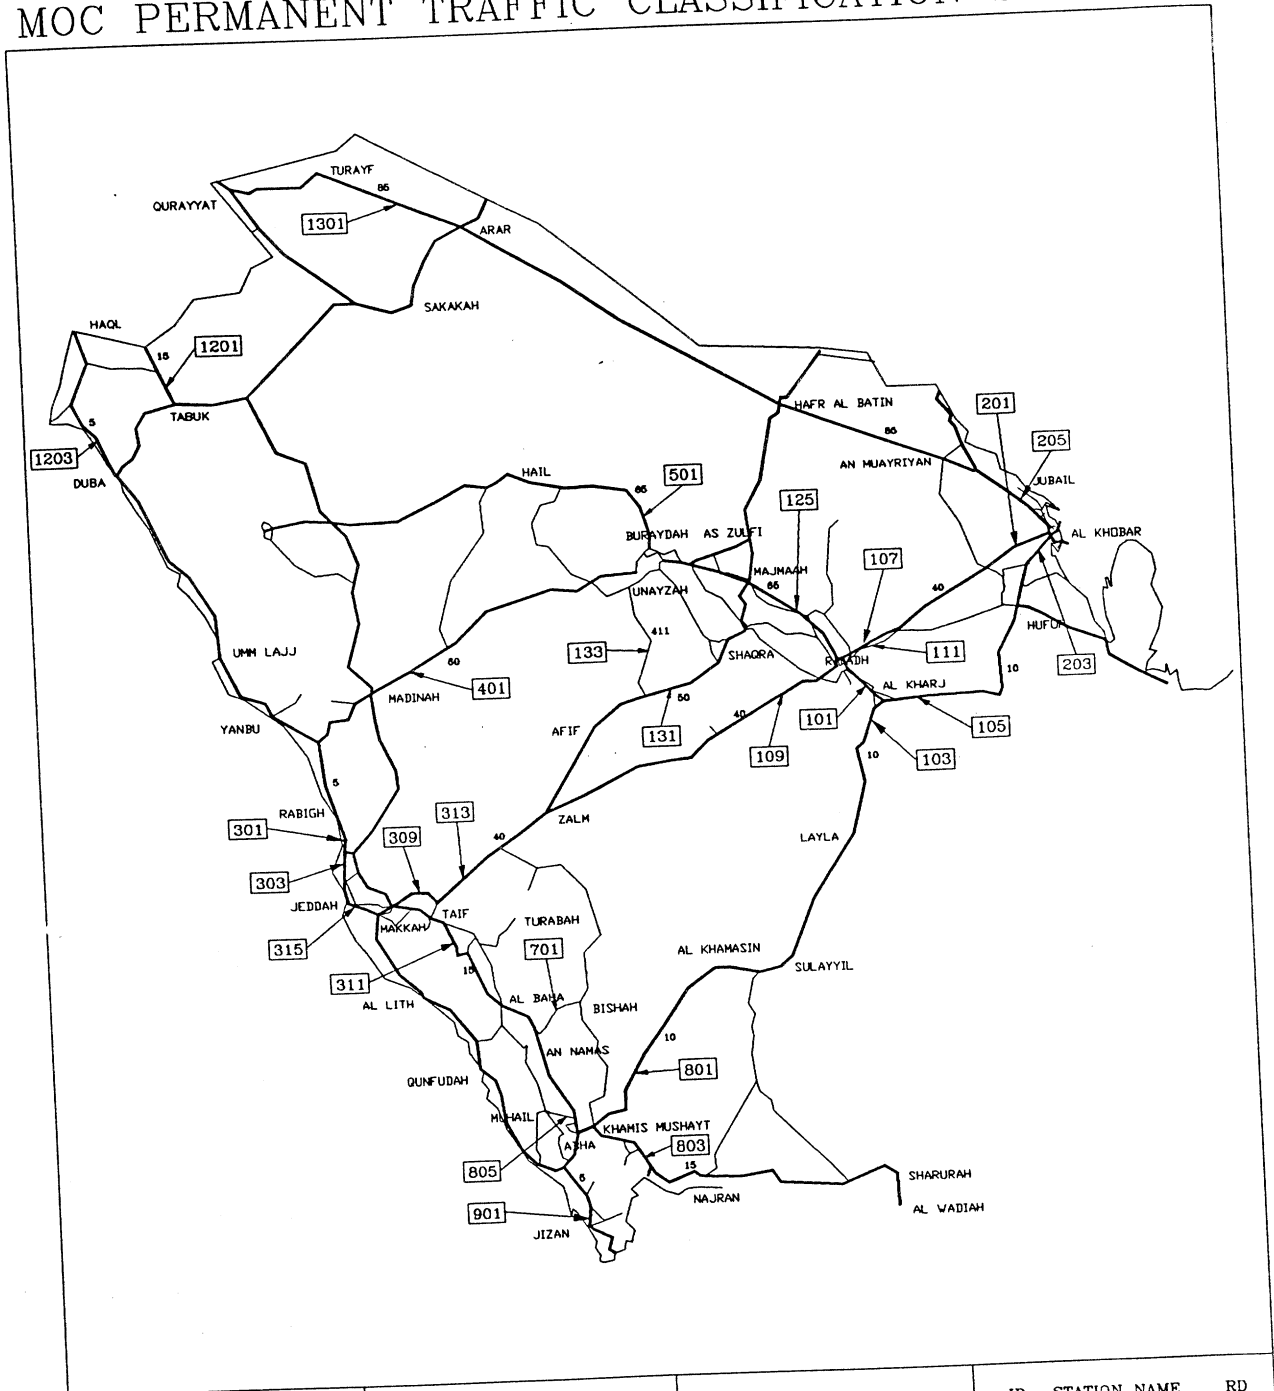 MOC PERMANENT TRAFFIC CLASSIFICATION
TURAYF
85
QURAYYAT
1301
ARAR
SAKAKAH
HAQL
15
1201
TABUK
5
1203
DUBA
HAFR AL BATIN
201
85
205
AN MUAYRIYAN
JUBAIL
HAIL
501
65
125
BURAYDAH
AS ZULFI
AL KHOBAR
MAJMAAH
65
107
40
UNAYZAH
411
133
SHAQRA
RIYADH
111
HUFUF
203
UMM LAJJ
60
401
MADINAH
50
10
AL KHARJ
101
105
YANBU
AFIF
131
40
109
103
10
5
RABIGH
301
309
313
40
ZALM
LAYLA
303
JEDDAH
MAKKAH
TAIF
TURABAH
315
701
AL KHAMASIN
SULAYYIL
311
15
AL LITH
AL BAHA
BISHAH
AN NAMAS
10
QUNFUDAH
801
MUHAIL
KHAMIS MUSHAYT
ABHA
803
805
15
5
SHARURAH
NAJRAN
AL WADIAH
901
JIZAN
ID STATION NAME RD